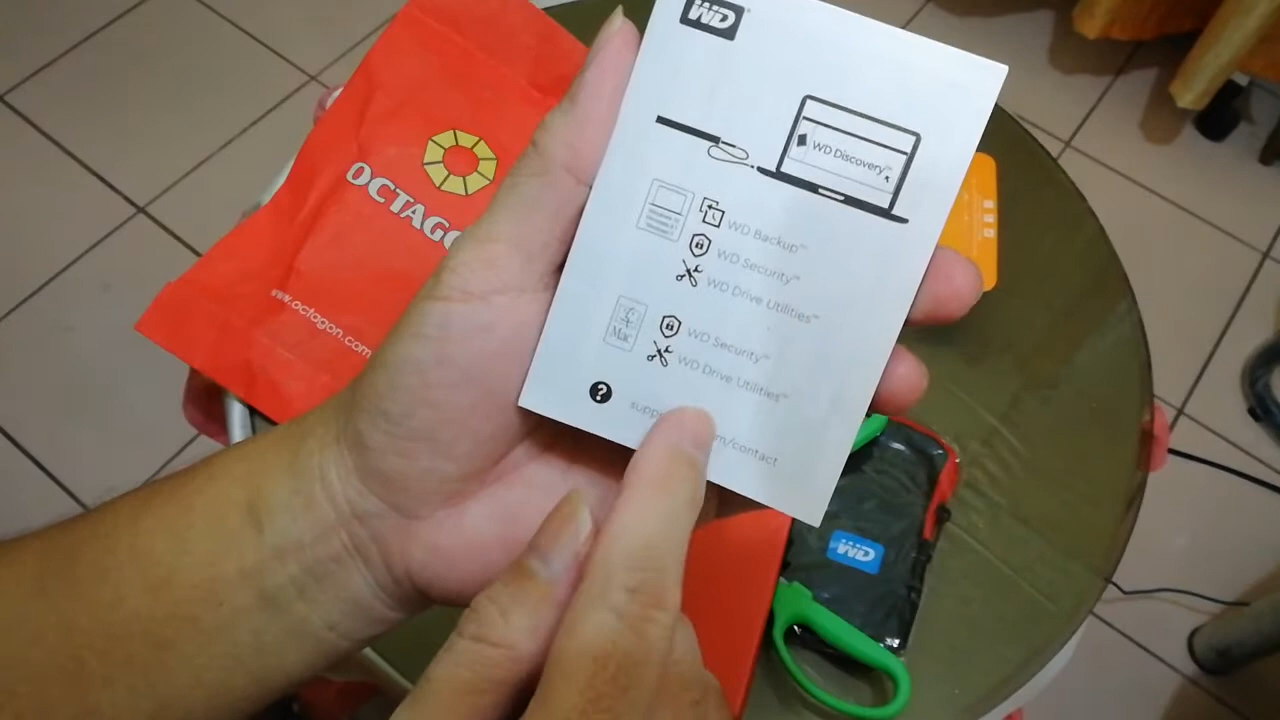 WD
WD Discovery™
WD Backup™
WD Security™
WD Drive Utilities™
Mac
WD Security™
WD Drive Utilities™
?
m/contact
OCTAGO
www.octagon.com
WD